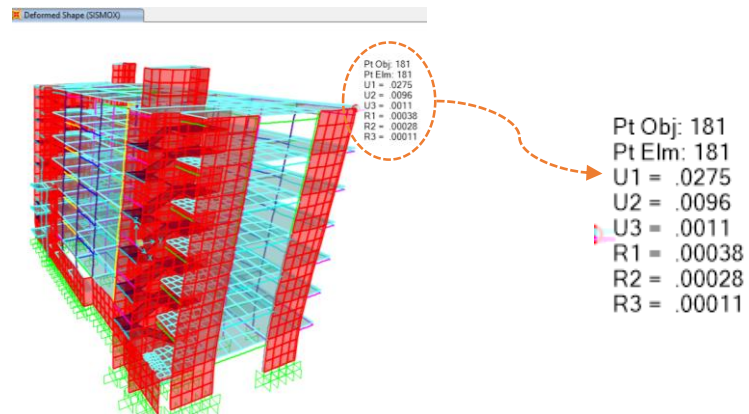 Deformed Shape (SISMOX)
Pt Obj: 181
Pt Elm: 181
U1 = .0275
U2 = .0096
U3 = .0011
R1 = .00038
R2 = .00028
R3 = .00011
Pt Obj: 181
Pt Elm: 181
U1 = .0275
U2 = .0096
U3 = .0011
R1 = .00038
R2 = .00028
R3 = .00011